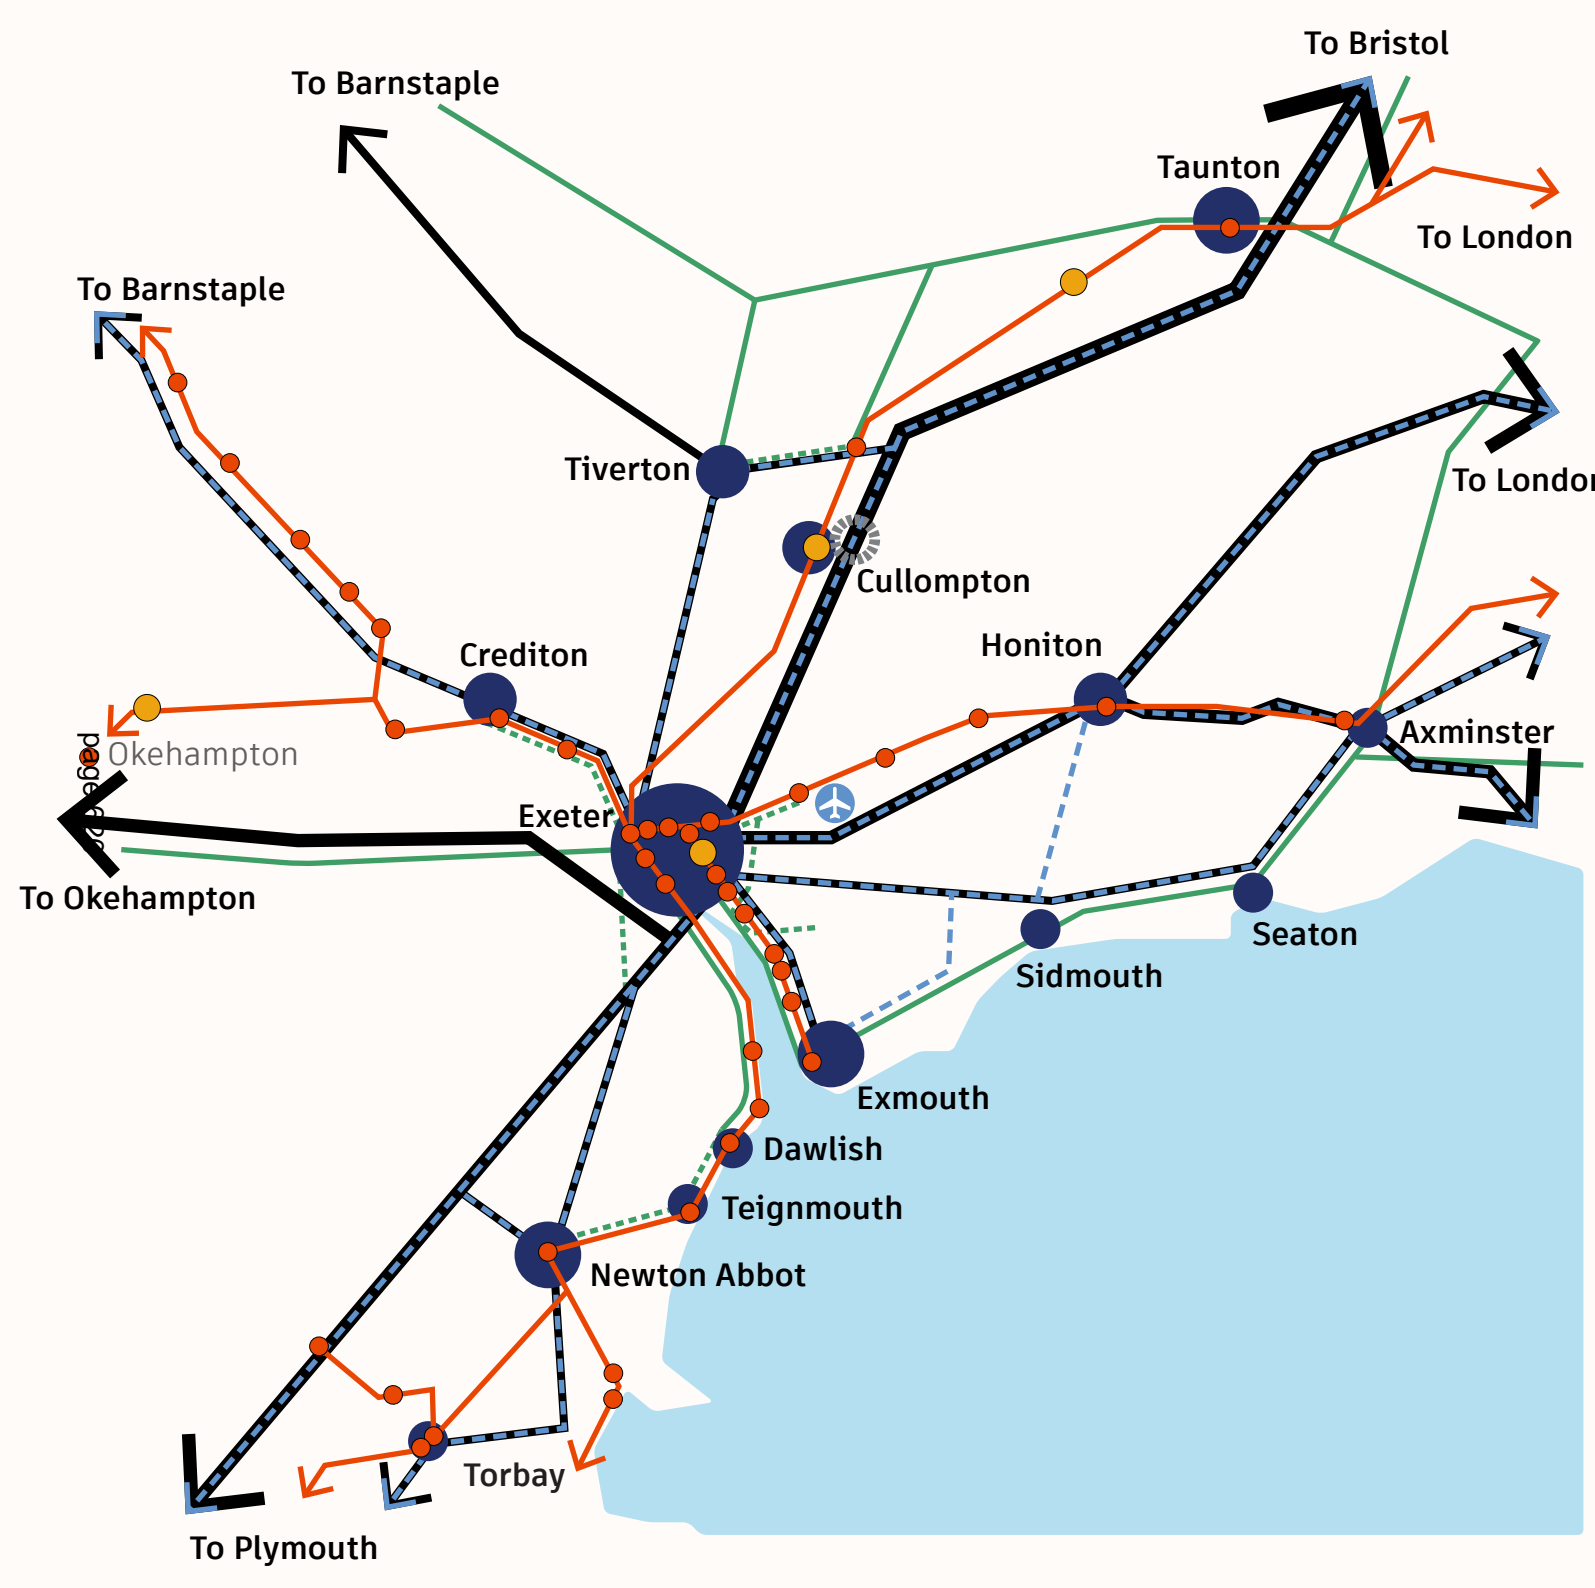 To Bristol
To Barnstaple
Taunton
To London
To Barnstaple
Tiverton
To London
Cullompton
Honiton
Crediton
Axminster
Okehampton
Exeter
To Okehampton
Seaton
Sidmouth
Exmouth
Dawlish
Teignmouth
Newton Abbot
Torbay
To Plymouth